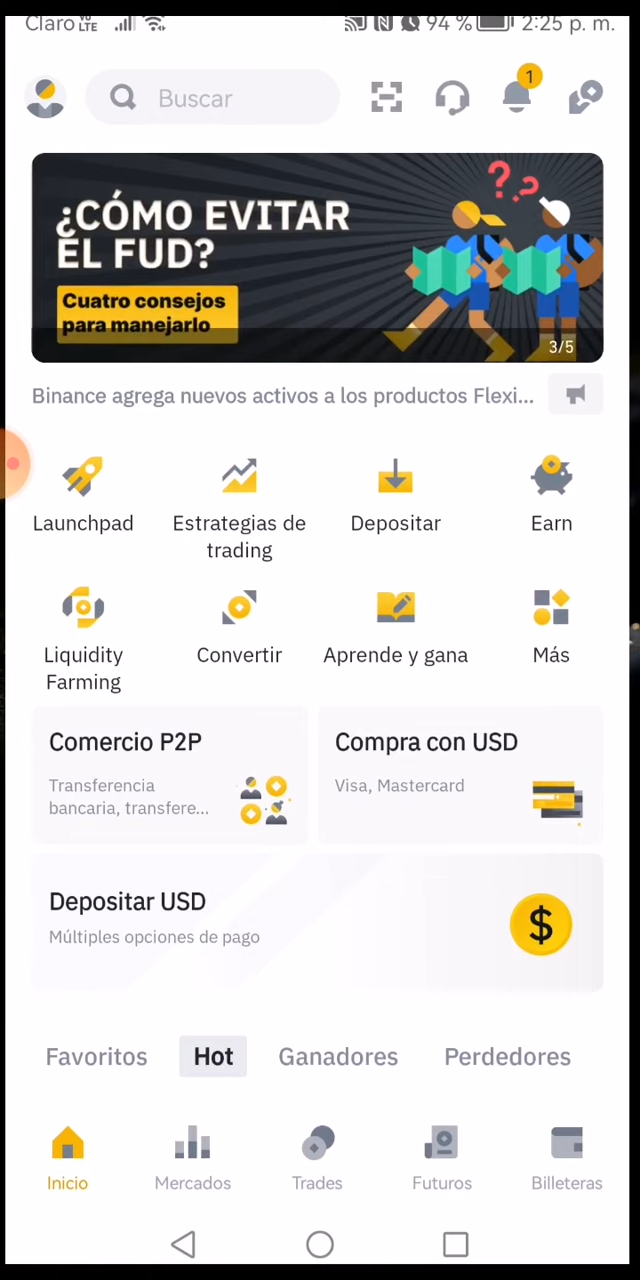 Claro VoLTE 94 % 2:25 p. m.
Buscar
1
¿CÓMO EVITAR
EL FUD?
Cuatro consejos
para manejarlo
3/5
Binance agrega nuevos activos a los productos Flexi...
Launchpad
Estrategias de
trading
Depositar
Earn
Liquidity
Farming
Convertir
Aprende y gana
Más
Comercio P2P
Transferencia
bancaria, transfere...
Compra con USD
Visa, Mastercard
Depositar USD
Múltiples opciones de pago
$
Favoritos Hot Ganadores Perdedores
Inicio Mercados Trades Futuros Billeteras